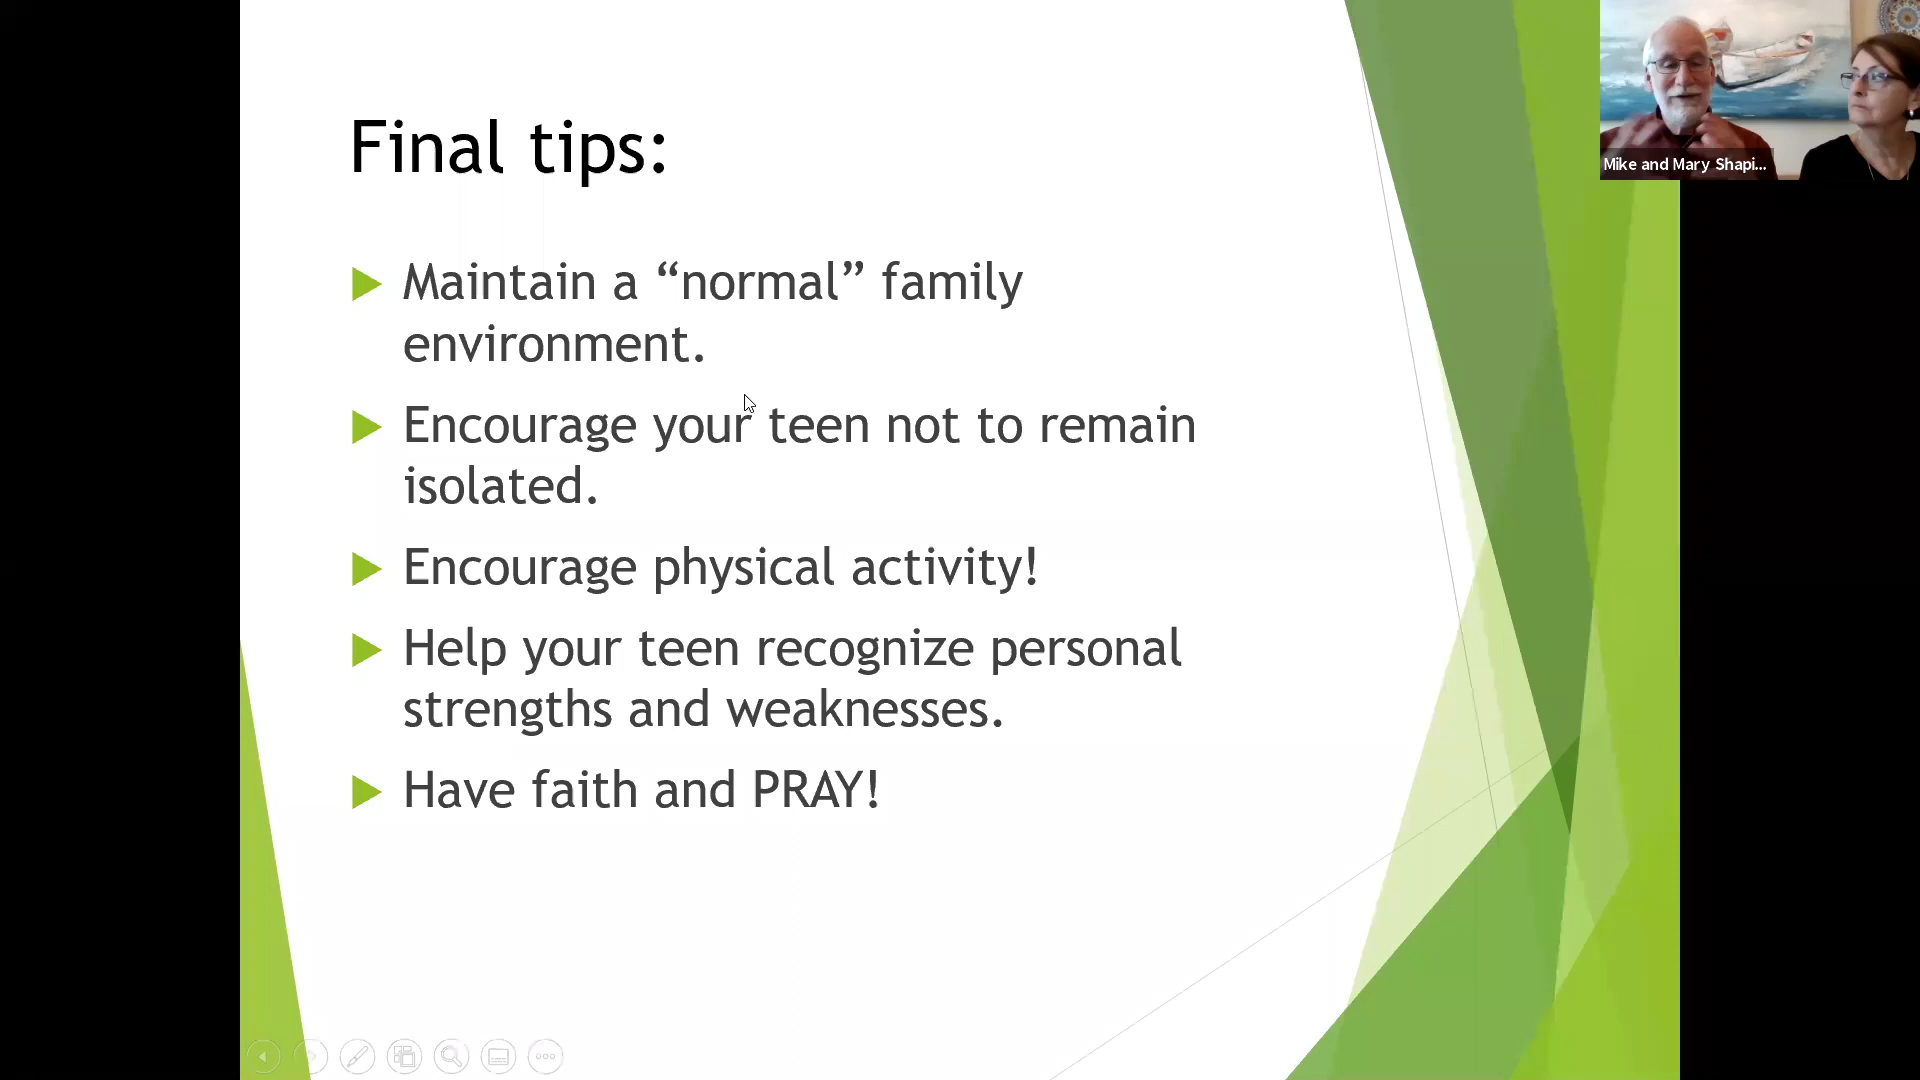 Final tips:
Maintain a “normal” family
environment.
Encourage your teen not to remain
isolated.
Encourage physical activity!
Help your teen recognize personal
strengths and weaknesses.
Have faith and PRAY!
Mike and Mary Shapi...